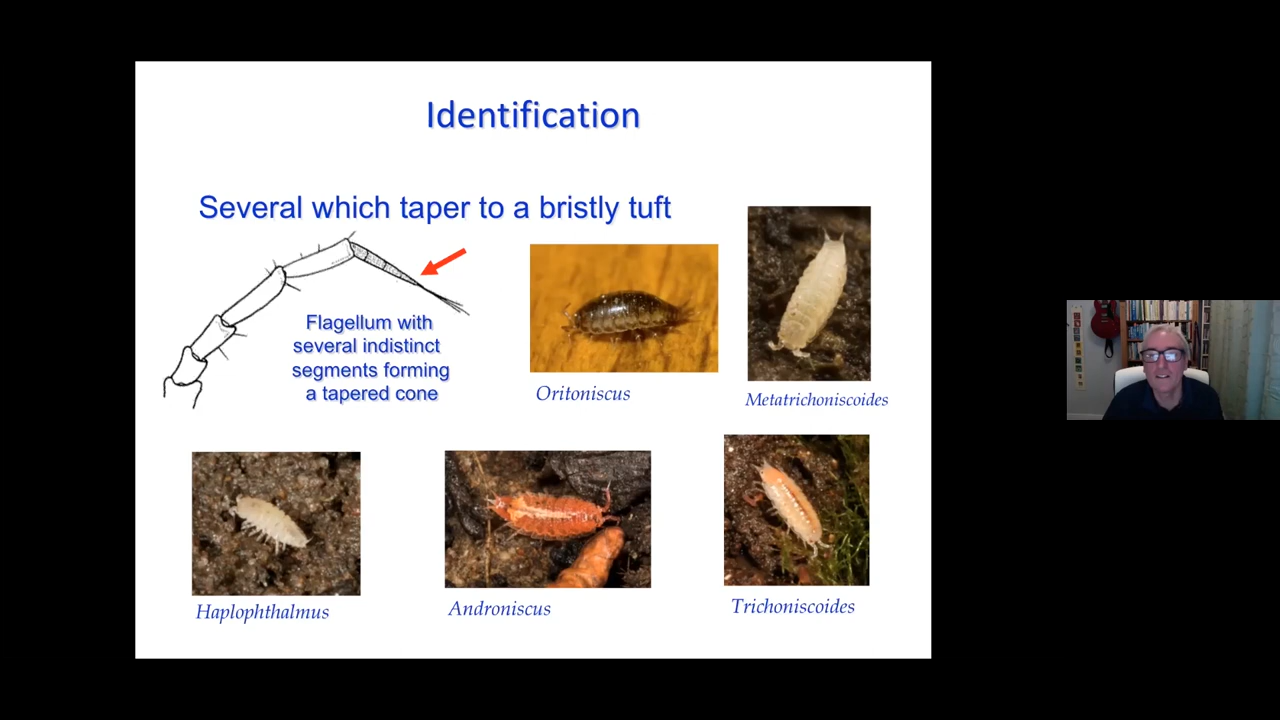 Identification
Several which taper to a bristly tuft
Flagellum with
several indistinct
segments forming
a tapered cone
Oritoniscus
Metatrichoniscoides
Haplophthalmus
Androniscus
Trichoniscoides